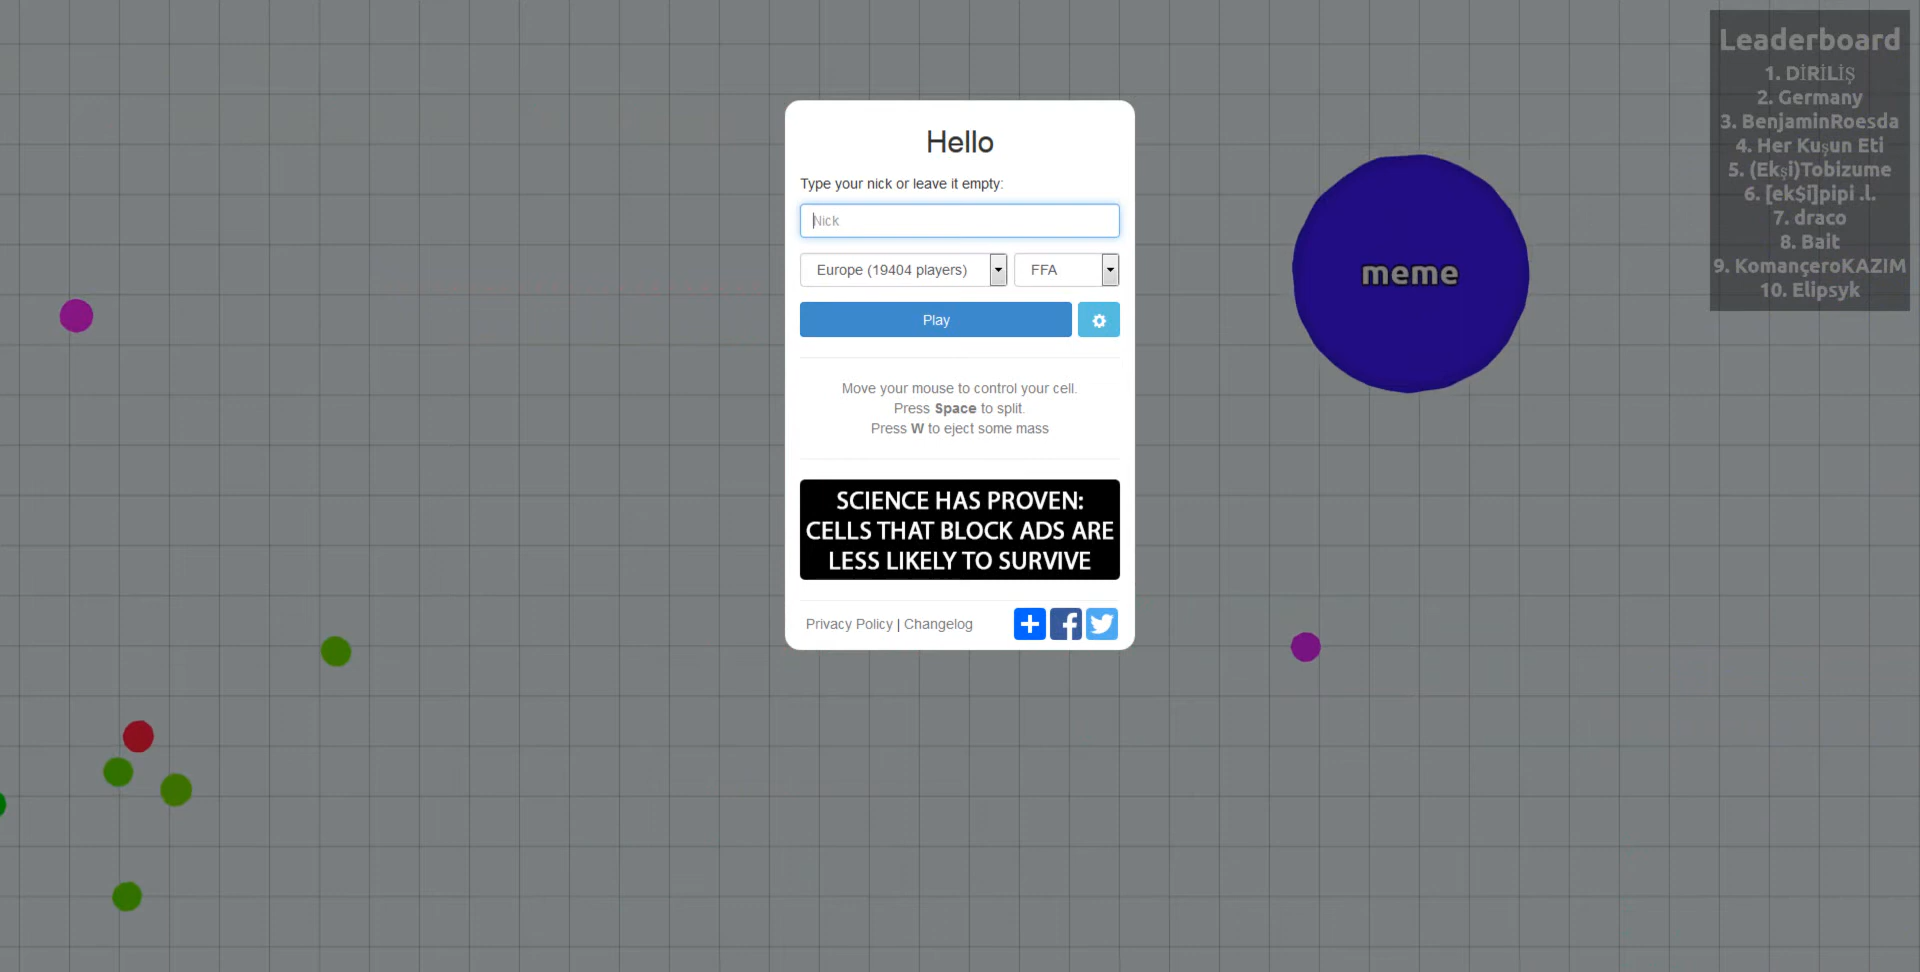 Hello
Type your nick or leave it empty:
Nick
Europe (19404 players)
FFA
Play
Move your mouse to control your cell.
Press Space to split.
Press W to eject some mass
SCIENCE HAS PROVEN:
CELLS THAT BLOCK ADS ARE
LESS LIKELY TO SURVIVE
Privacy Policy | Changelog
meme
Leaderboard
1. DİRİLİŞ
2. Germany
3. BenjaminRoesda
4. Her Kuşun Eti
5. (Ekşi)Tobizume
6. [ek$i]pipi .l.
7. draco
8. Bait
9. KomançeroKAZIM
10. Elipsyk